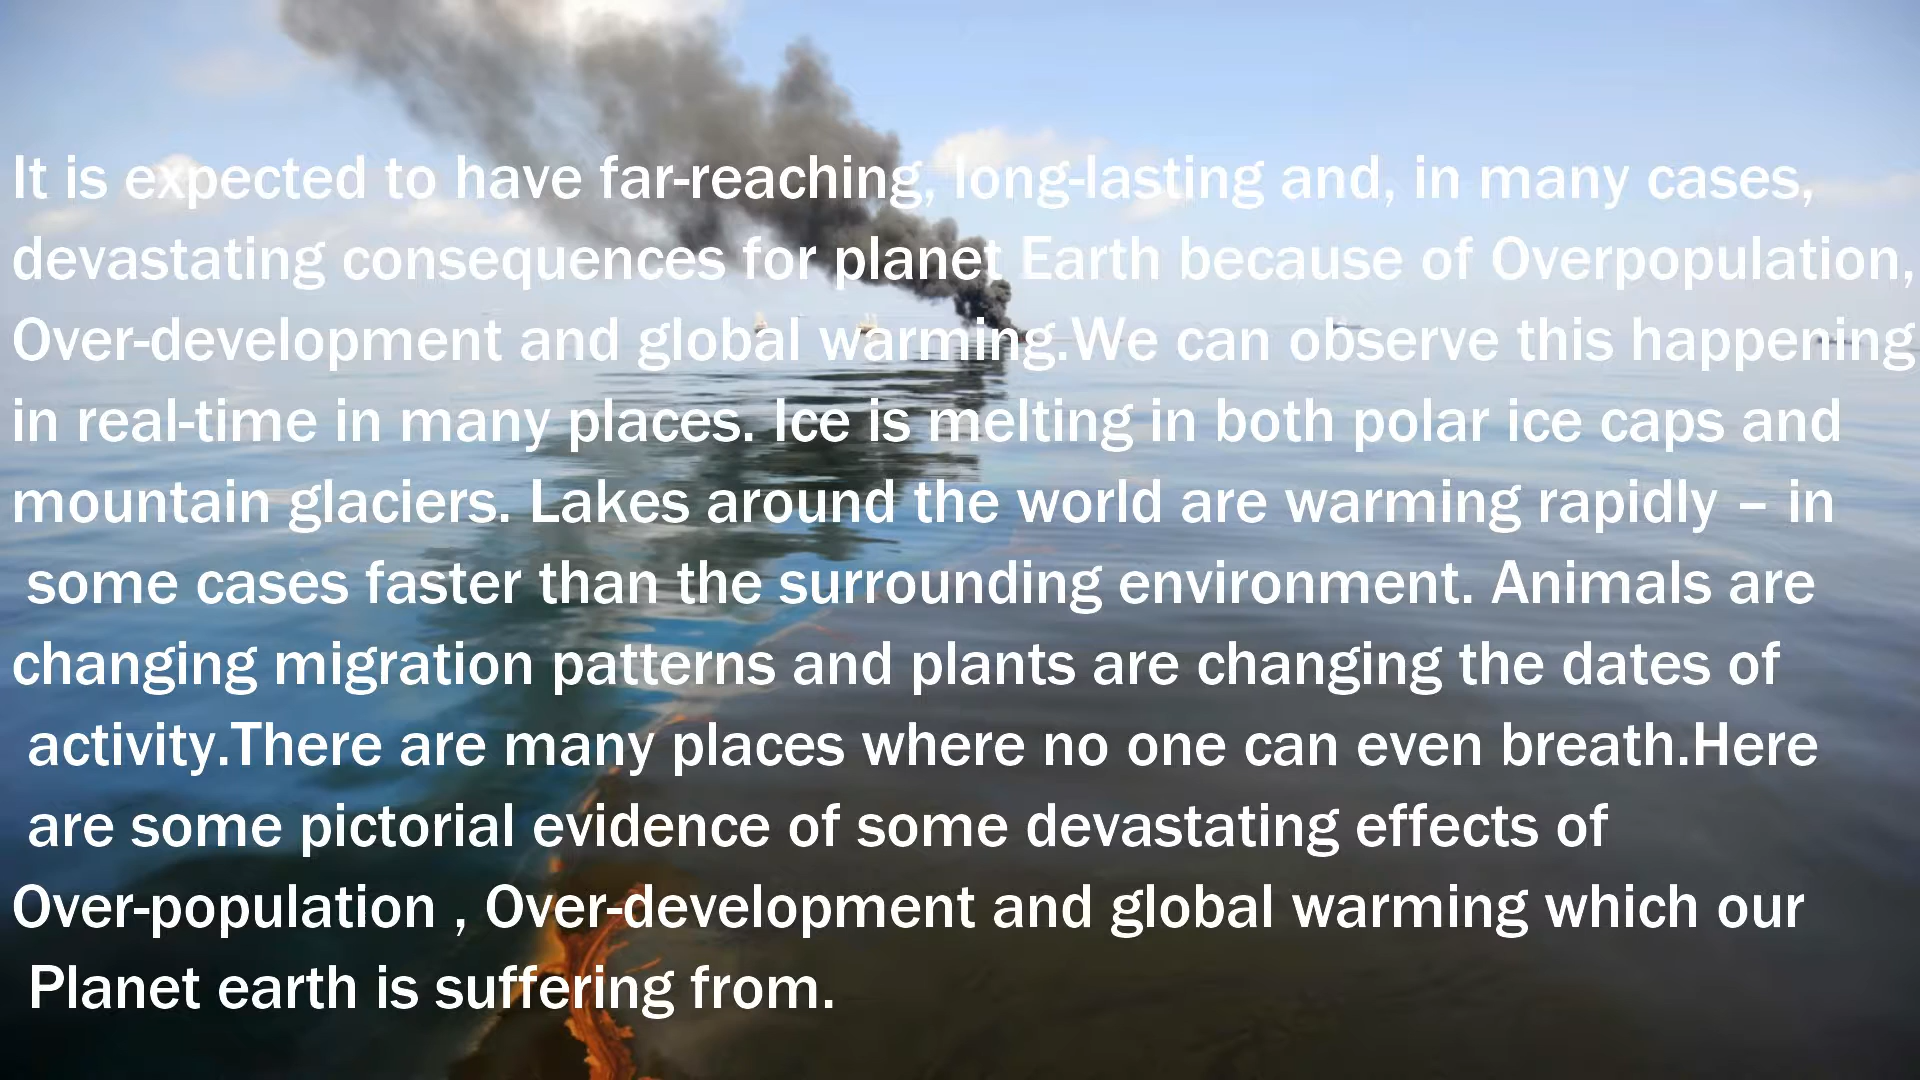 It is expected to have far-reaching, long-lasting and, in many cases,
devastating consequences for planet Earth because of Overpopulation,
Over-development and global warming.We can observe this happening
in real-time in many places. Ice is melting in both polar ice caps and
mountain glaciers. Lakes around the world are warming rapidly – in
some cases faster than the surrounding environment. Animals are
changing migration patterns and plants are changing the dates of
activity.There are many places where no one can even breath.Here
are some pictorial evidence of some devastating effects of
Over-population , Over-development and global warming which our
Planet earth is suffering from.